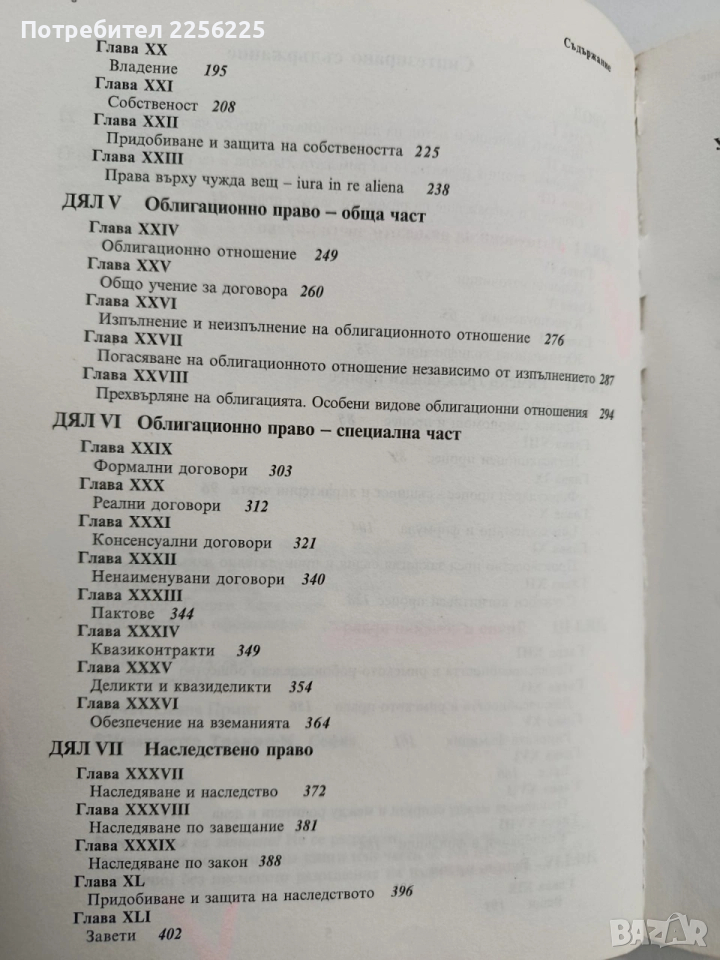 Потребител 2256225
Съдържание
Глава XX
Владение 195
Глава XXI
Собственост 208
Глава XXII
Придобиване и защита на собствеността 225
Глава XXIII
Права върху чужда вещ – iura in re aliena 238
ДЯЛ V Облигационно право – обща част
Глава XXIV
Облигационно отношение 249
Глава XXV
Общо учение за договора 260
Глава XXVI
Изпълнение и неизпълнение на облигационното отношение 276
Глава XXVII
Погасяване на облигационното отношение независимо от изпълнението 287
Глава XXVIII
Прехвърляне на облигацията. Особени видове облигационни отношения 294
ДЯЛ VI Облигационно право – специална част
Глава XXIX
Формални договори 303
Глава XXX
Реални договори 312
Глава XXXI
Консенсуални договори 321
Глава XXXII
Ненаименувани договори 340
Глава XXXIII
Пактове 344
Глава XXXIV
Квазиконтракти 349
Глава XXXV
Деликти и квазиделикти 354
Глава XXXVI
Обезпечение на вземанията 364
ДЯЛ VII Наследствено право
Глава XXXVII
Наследяване и наследство 372
Глава XXXVIII
Наследяване по завещание 381
Глава XXXIX
Наследяване по закон 388
Глава XL
Придобиване и защита на наследството 396
Глава XLI
Завети 402
BAZAR